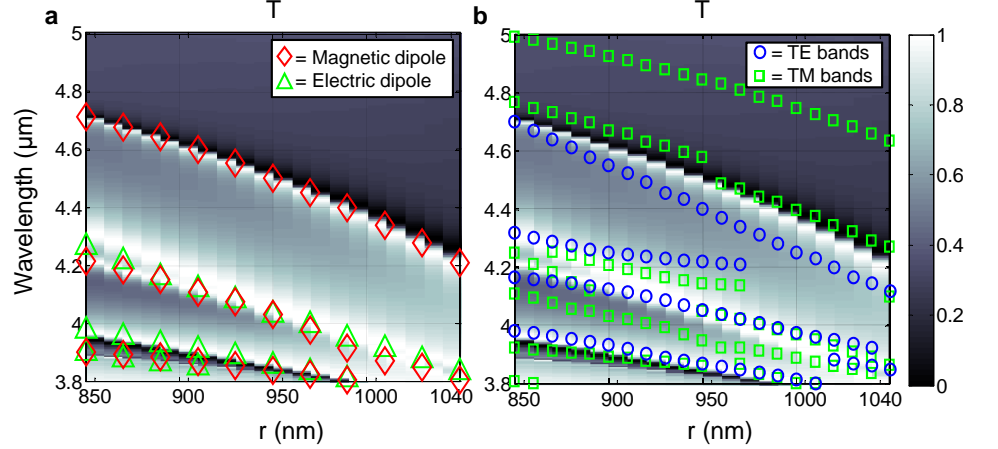 a
T
5
4.8
4.6
4.4
4.2
4
3.8
Wavelength (µm)
= Magnetic dipole
= Electric dipole
850
900
950
1000
1040
r (nm)
b
T
5
4.8
4.6
4.4
4.2
4
3.8
= TE bands
= TM bands
850
900
950
1000
1040
r (nm)
1
0.8
0.6
0.4
0.2
0